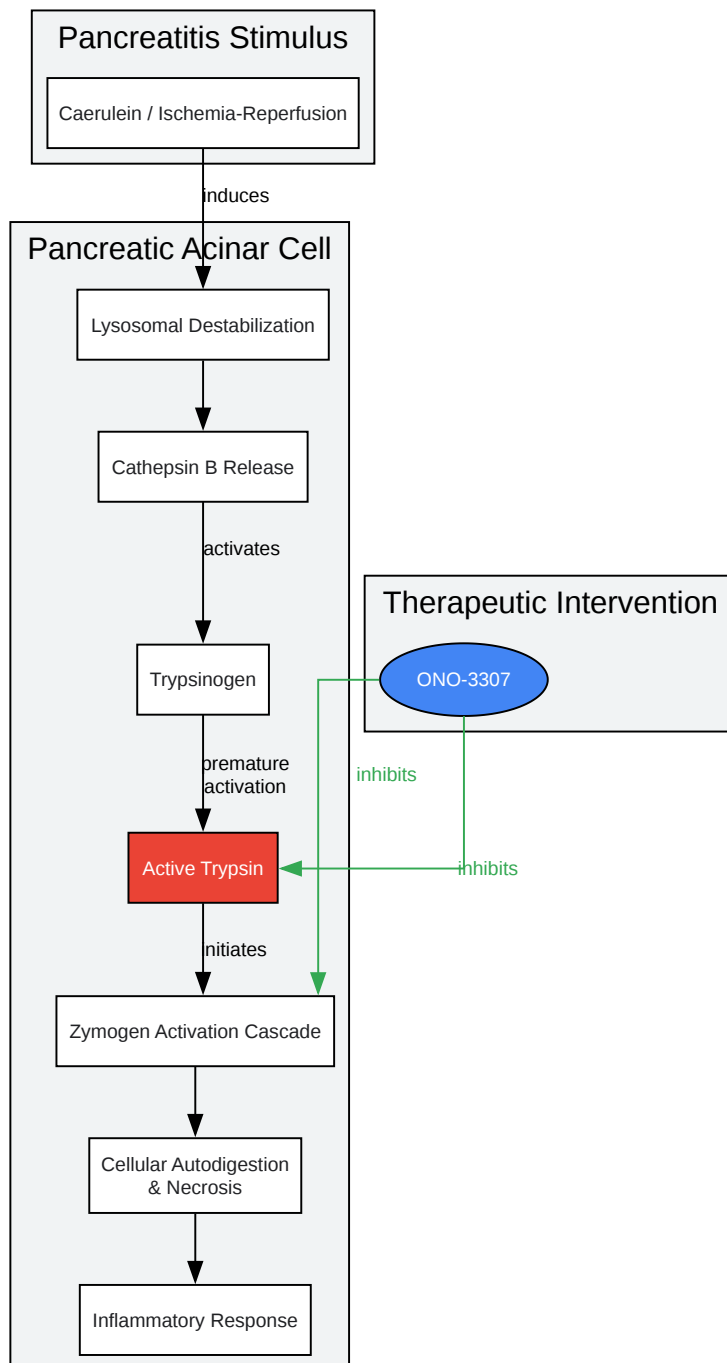 Pancreatitis Stimulus
Caerulein / Ischemia-Reperfusion
induces
Pancreatic Acinar Cell
Lysosomal Destabilization
Cathepsin B Release
activates
Therapeutic Intervention
ONO-3307
Trypsinogen
premature
activation
inhibits
Active Trypsin
inhibits
initiates
Zymogen Activation Cascade
Cellular Autodigestion
& Necrosis
Inflammatory Response